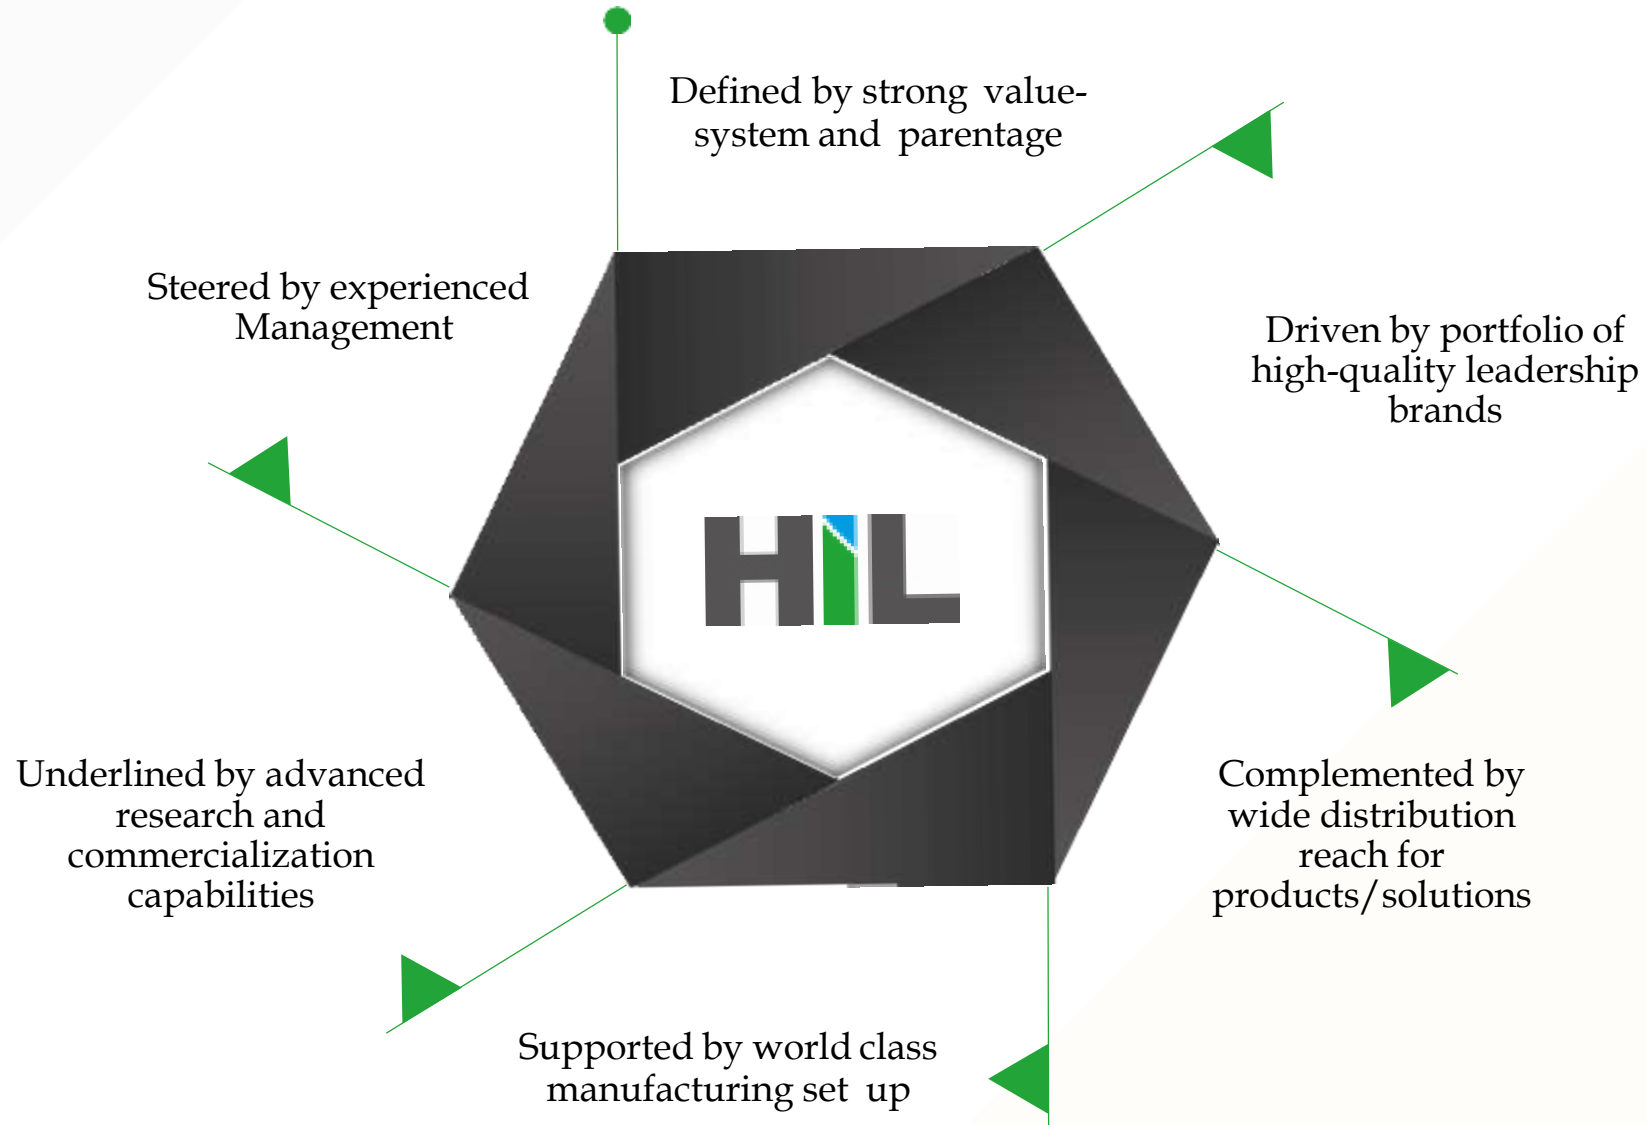 Defined by strong value-
system and parentage
Steered by experienced
Management
Driven by portfolio of
high-quality leadership
brands
HIL
Underlined by advanced
research and
commercialization
capabilities
Complemented by
wide distribution
reach for
products/solutions
Supported by world class
manufacturing set up